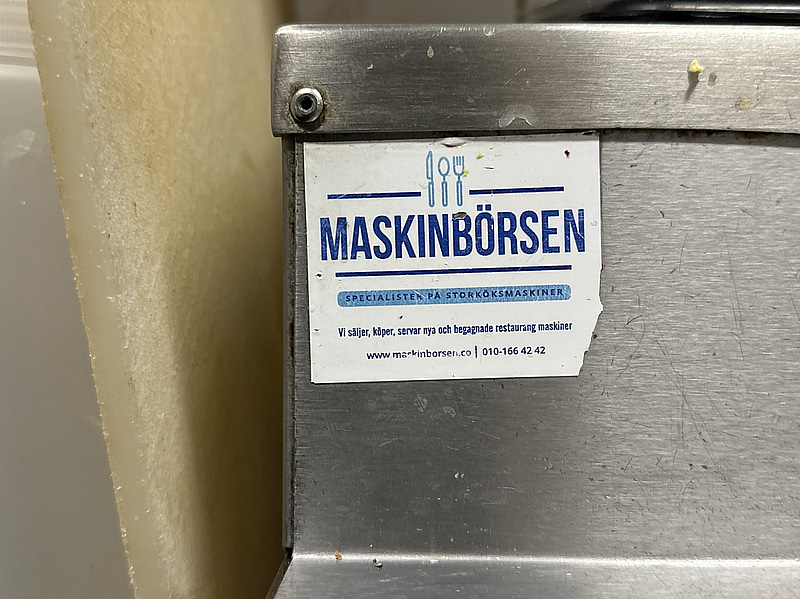 MASKINBÖRSEN
SPECIALISTEN PÅ STORKÖKSMASKINER
Vi säljer, köper, servar nya och begagnade restaurang maskiner
www.maskinborsen.co | 010-166 42 42